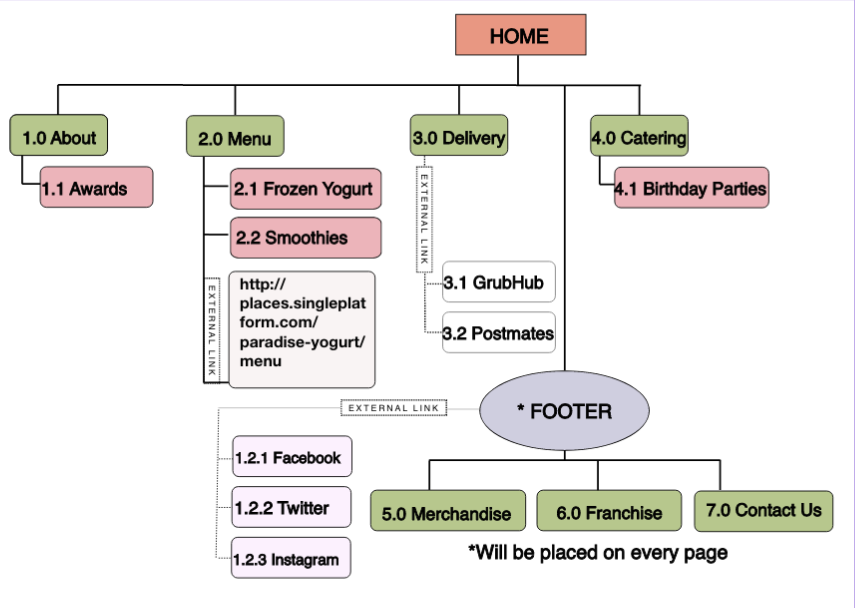 HOME
1.0 About
2.0 Menu
3.0 Delivery
4.0 Catering
1.1 Awards
2.1 Frozen Yogurt
2.2 Smoothies
EXTERNAL LINK
http://
places.singleplat
form.com/
paradise-yogurt/
menu
EXTERNAL LINK
3.1 GrubHub
3.2 Postmates
4.1 Birthday Parties
* FOOTER
EXTERNAL LINK
1.2.1 Facebook
1.2.2 Twitter
1.2.3 Instagram
5.0 Merchandise
6.0 Franchise
7.0 Contact Us
*Will be placed on every page